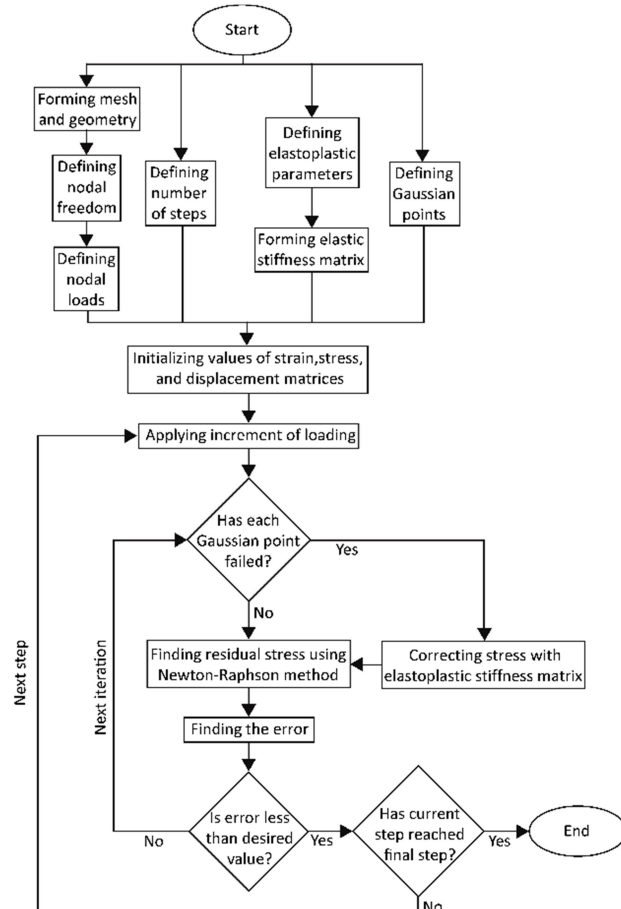 Start
Forming mesh
and geometry
Defining
nodal
freedom
Defining
nodal
loads
Defining
number
of steps
Defining
elastoplastic
parameters
Forming elastic
stiffness matrix
Defining
Gaussian
points
Initializing values of strain,stress,
and displacement matrices
Applying increment of loading
Has each
Gaussian point
failed?
Yes
No
Finding residual stress using
Newton-Raphson method
Correcting stress with
elastoplastic stiffness matrix
Finding the error
Is error less
than desired
value?
No
Yes
Has current
step reached
final step?
Yes
End
No
Next iteration
Next step